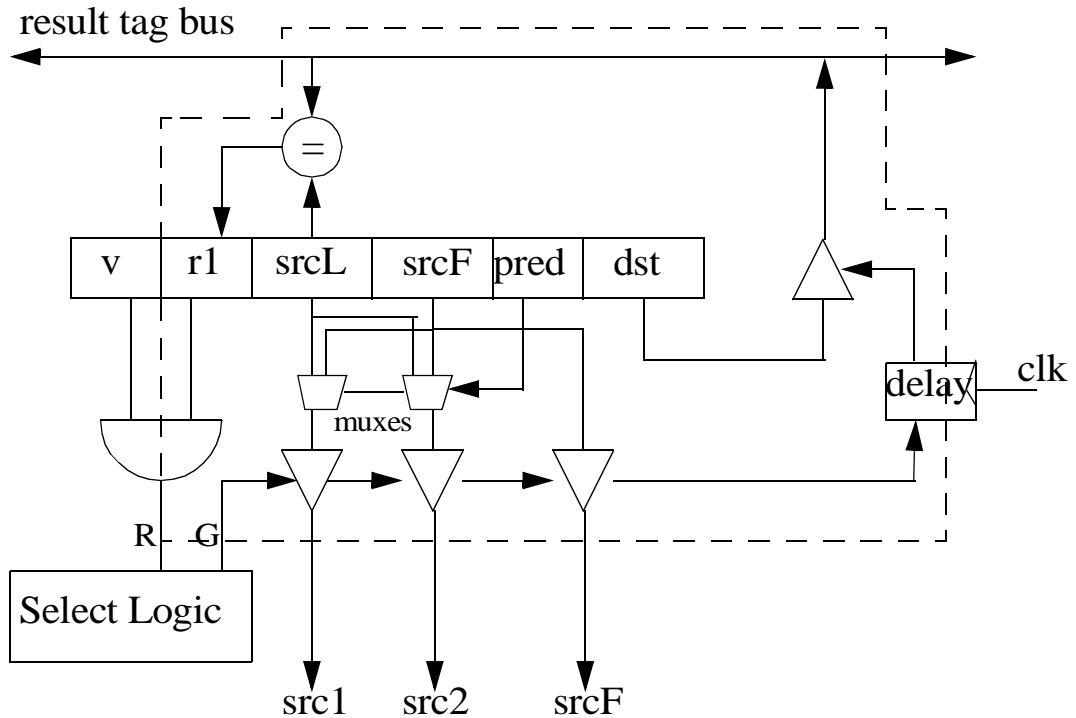 result tag bus
=
v r1 srcL srcF pred dst
delay clk
muxes
R G
Select Logic
src1 src2 srcF